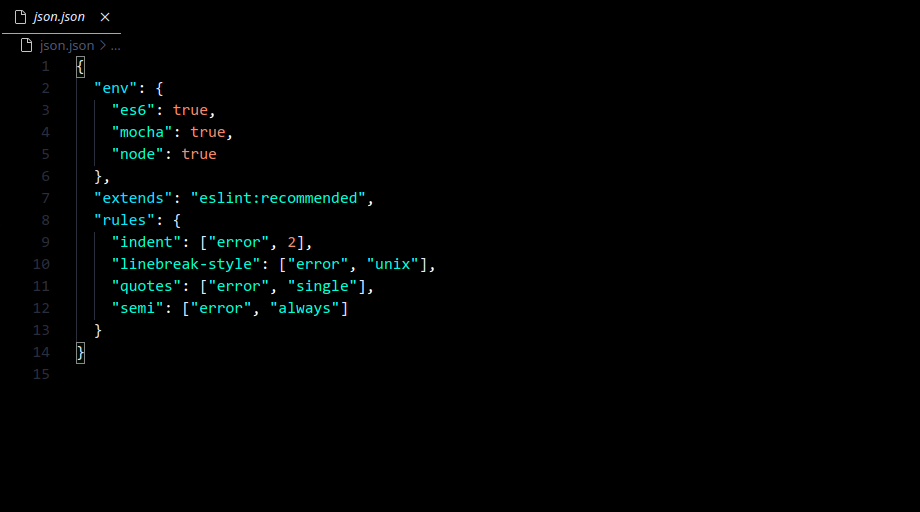 json.json
json.json > ...
1 {
2   "env": {
3     "es6": true,
4     "mocha": true,
5     "node": true
6   },
7   "extends": "eslint:recommended",
8   "rules": {
9     "indent": ["error", 2],
10     "linebreak-style": ["error", "unix"],
11     "quotes": ["error", "single"],
12     "semi": ["error", "always"]
13   }
14 }
15